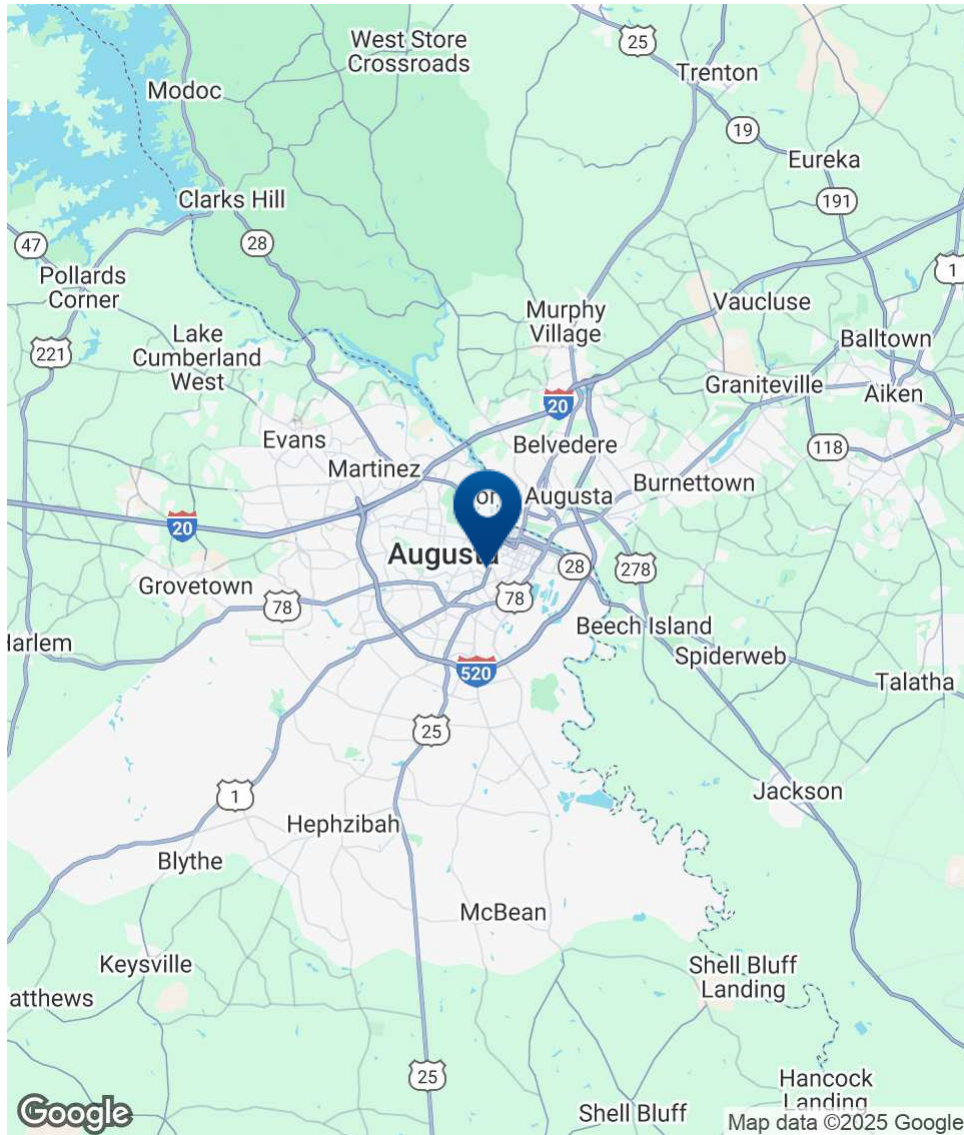 West Store
Crossroads
25
Trenton
Modoc
19
Eureka
191
Clarks Hill
28
47
Pollards
Corner
1
Vaucluse
Murphy
Village
Lake
Cumberland
West
221
Balltown
Graniteville
Aiken
20
Evans
Belvedere
118
Martinez
Burnettown
Augusta
20
Augusta
28
278
Grovetown
78
78
Beech Island
Harlem
Spiderweb
520
Talatha
25
1
Jackson
Hephzibah
Blythe
McBean
Keysville
Shell Bluff
Landing
atthews
25
Hancock
Landing
Shell Bluff
Google
Map data ©2025 Google